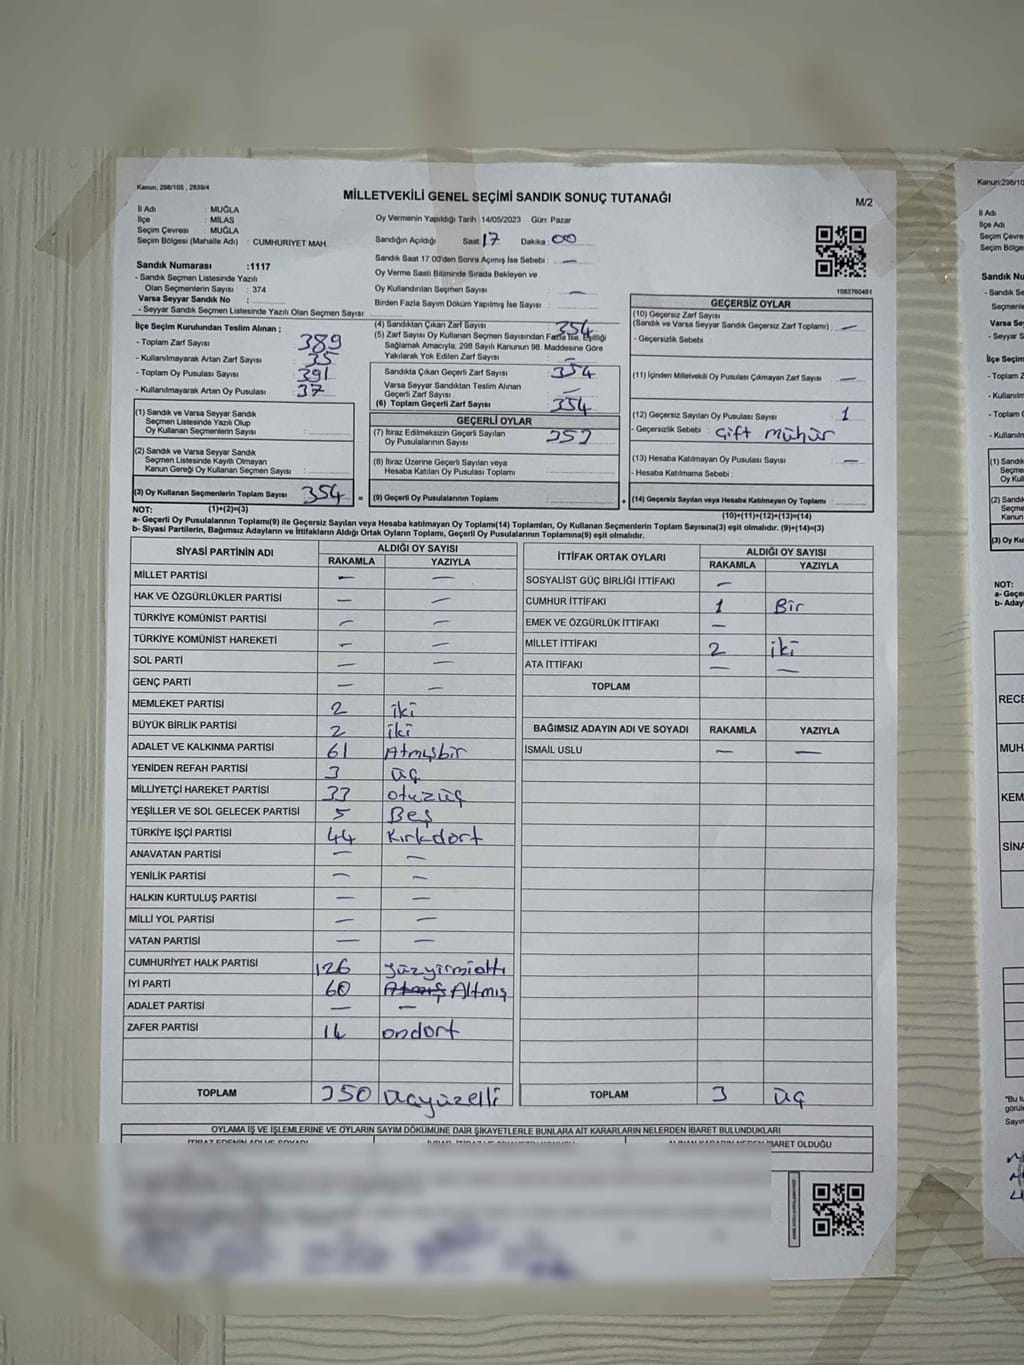 Kanun; 298/105 , 2839/4
MİLLETVEKİLİ GENEL SEÇİMİ SANDIK SONUÇ TUTANAĞI
M/2
İl Adı : MUĞLA
İlçe : MİLAS
Seçim Çevresi : MUĞLA
Seçim Bölgesi (Mahalle Adı) : CUMHURİYET MAH.
Oy Vermenin Yapıldığı Tarih :14/05/2023 Gün: Pazar
Sandığın Açıldığı Saat 17 Dakika : 00
Sandık Saat 17:00'den Sonra Açımış İse Sebebi : —
Oy Verme Saati Bitiminde Sırada Bekleyen ve
Oy Kullandırılan Seçmen Sayısı : —
Birden Fazla Sayım Döküm Yapılmış İse Sayısı :
1083760401
Sandık Numarası :1117
- Sandık Seçmen Listesinde Yazılı
Olan Seçmenlerin Sayısı : 374
Varsa Seyyar Sandık No :
- Seyyar Sandık Seçmen Listesinde Yazılı Olan Seçmen Sayısı:
İlçe Seçim Kurulundan Teslim Alınan ;
- Toplam Zarf Sayısı : 389
- Kullanılmayarak Artan Zarf Sayısı : 35
- Toplam Oy Pusulası Sayısı : 391
- Kullanılmayarak Artan Oy Pusulası : 37
(1) Sandık ve Varsa Seyyar Sandık
Seçmen Listesinde Yazılı Olup
Oy Kullanan Seçmenlerin Sayısı :
(2) Sandık ve Varsa Seyyar Sandık
Seçmen Listesinde Kayıtlı Olmayan
Kanun Gereği Oy Kullanan Seçmen Sayısı :
(3) Oy Kullanan Seçmenlerin Toplam Sayısı : 354
(4) Sandıktan Çıkan Zarf Sayısı : 354
(5) Zarf Sayısı Oy Kullanan Seçmen Sayısından Fazla İse, Eşitliği
Sağlamak Amacıyla, 298 Sayılı Kanunun 98. Maddesine Göre
Yakılarak Yok Edilen Zarf Sayısı : —
Sandıkta Çıkan Geçerli Zarf Sayısı : 354
Varsa Seyyar Sandıktan Teslim Alınan
Geçerli Zarf Sayısı : —
(6) Toplam Geçerli Zarf Sayısı : 354
GEÇERLİ OYLAR
(7) İtiraz Edilmeksizin Geçerli Sayılan
Oy Pusulalarının Sayısı : 353
(8) İtiraz Üzerine Geçerli Sayılan veya
Hesaba Katılan Oy Pusulası Toplamı :
= (9) Geçerli Oy Pusulalarının Toplamı :
GEÇERSİZ OYLAR
(10) Geçersiz Zarf Sayısı
(Sandık ve Varsa Seyyar Sandık Geçersiz Zarf Toplamı) : —
- Geçersizlik Sebebi :
(11) İçinden Milletvekili Oy Pusulası Çıkmayan Zarf Sayısı : —
(12) Geçersiz Sayılan Oy Pusulası Sayısı : 1
- Geçersizlik Sebebi : Çift mühür
(13) Hesaba Katılmayan Oy Pusulası Sayısı : —
- Hesaba Katılmama Sebebi :
+ (14) Geçersiz Sayılan veya Hesaba Katılmayan Oy Toplamı :
NOT: (1)+(2)=(3)
(10)+(11)+(12)+(13)=(14)
a- Geçerli Oy Pusulalarının Toplamı(9) ile Geçersiz Sayılan veya Hesaba katılmayan Oy Toplamı(14) Toplamları, Oy Kullanan Seçmenlerin Toplam Sayısına(3) eşit olmalıdır. (9)+(14)=(3)
b- Siyasi Partilerin, Bağımsız Adayların ve İttifakların Aldığı Ortak Oyların Toplamı, Geçerli Oy Pusulalarının Toplamına(9) eşit olmalıdır.
SİYASİ PARTİNİN ADI ALDIĞI OY SAYISI
RAKAMLA YAZIYLA
MİLLET PARTİSİ — —
HAK VE ÖZGÜRLÜKLER PARTİSİ — —
TÜRKİYE KOMÜNİST PARTİSİ — —
TÜRKİYE KOMÜNİST HAREKETİ — —
SOL PARTİ — —
GENÇ PARTİ — —
MEMLEKET PARTİSİ 2 iki
BÜYÜK BİRLİK PARTİSİ 2 iki
ADALET VE KALKINMA PARTİSİ 61 Atmışbir
YENİDEN REFAH PARTİSİ 3 üç
MİLLİYETÇİ HAREKET PARTİSİ 33 otuzüç
YEŞİLLER VE SOL GELECEK PARTİSİ 5 Beş
TÜRKİYE İŞÇİ PARTİSİ 44 Kırkdort
ANAVATAN PARTİSİ — —
YENİLİK PARTİSİ — —
HALKIN KURTULUŞ PARTİSİ — —
MİLLİ YOL PARTİSİ — —
VATAN PARTİSİ — —
CUMHURİYET HALK PARTİSİ 126 yüzyirmialtı
İYİ PARTİ 60 Atmış Altmış
ADALET PARTİSİ — —
ZAFER PARTİSİ 14 ondort
TOPLAM 350 üçyüzelli
İTTİFAK ORTAK OYLARI ALDIĞI OY SAYISI
RAKAMLA YAZIYLA
SOSYALİST GÜÇ BİRLİĞİ İTTİFAKI —
CUMHUR İTTİFAKI 1 Bir
EMEK VE ÖZGÜRLÜK İTTİFAKI —
MİLLET İTTİFAKI 2 iki
ATA İTTİFAKI — —
TOPLAM
BAĞIMSIZ ADAYIN ADI VE SOYADI RAKAMLA YAZIYLA
İSMAİL USLU — —
TOPLAM 3 üç
OYLAMA İŞ VE İŞLEMLERİNE VE OYLARIN SAYIM DÖKÜMÜNE DAİR ŞİKAYETLERLE BUNLARA AİT KARARLARIN NELERDEN İBARET BULUNDUKLARI
Kanun:298/10
İl Adı
İlçe Adı
Seçim Çevre
Seçim Bölge
Sandık Nu